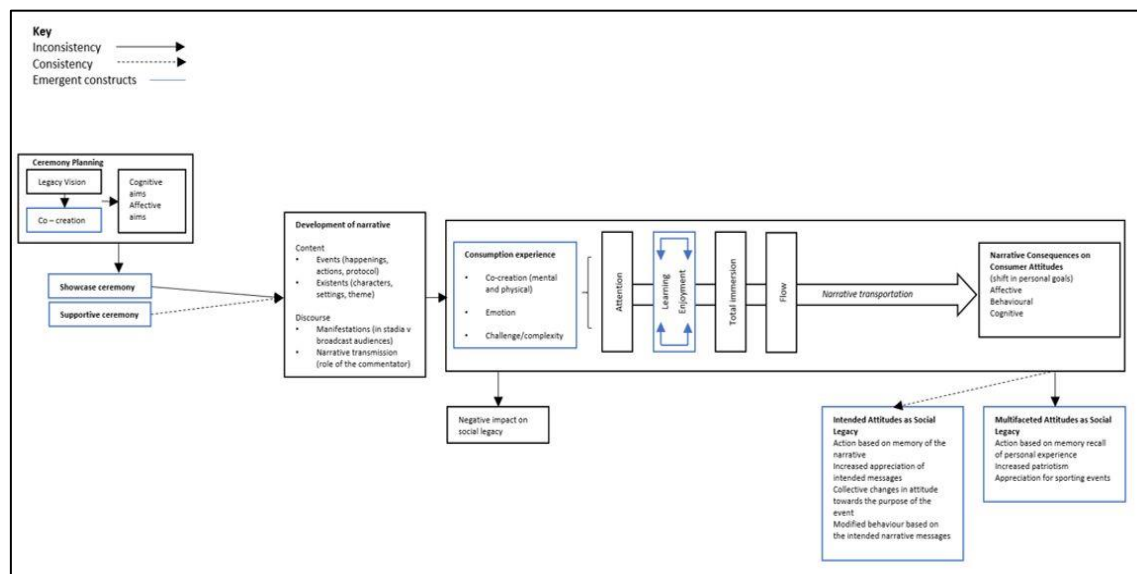 Key
Inconsistency
Consistency
Emergent constructs
Ceremony Planning
Legacy Vision
Co – creation
Cognitive
aims
Affective
aims
Showcase ceremony
Supportive ceremony
Development of narrative
Content
• Events (happenings,
actions, protocol)
• Existents (characters,
settings, theme)
Discourse
• Manifestations (in stadia v
broadcast audiences)
• Narrative transmission
(role of the commentator)
Consumption experience
• Co-creation (mental
and physical)
• Emotion
• Challenge/complexity
Attention
Learning
Enjoyment
Total immersion
Flow
Narrative transportation
Narrative Consequences on
Consumer Attitudes
(shift in personal goals)
Affective
Behavioural
Cognitive
Negative impact on
social legacy
Intended Attitudes as Social
Legacy
Action based on memory of the
narrative
Increased appreciation of
intended messages
Collective changes in attitude
towards the purpose of the
event
Modified behaviour based on
the intended narrative messages
Multifaceted Attitudes as Social
Legacy
Action based on memory recall
of personal experience
Increased patriotism
Appreciation for sporting events